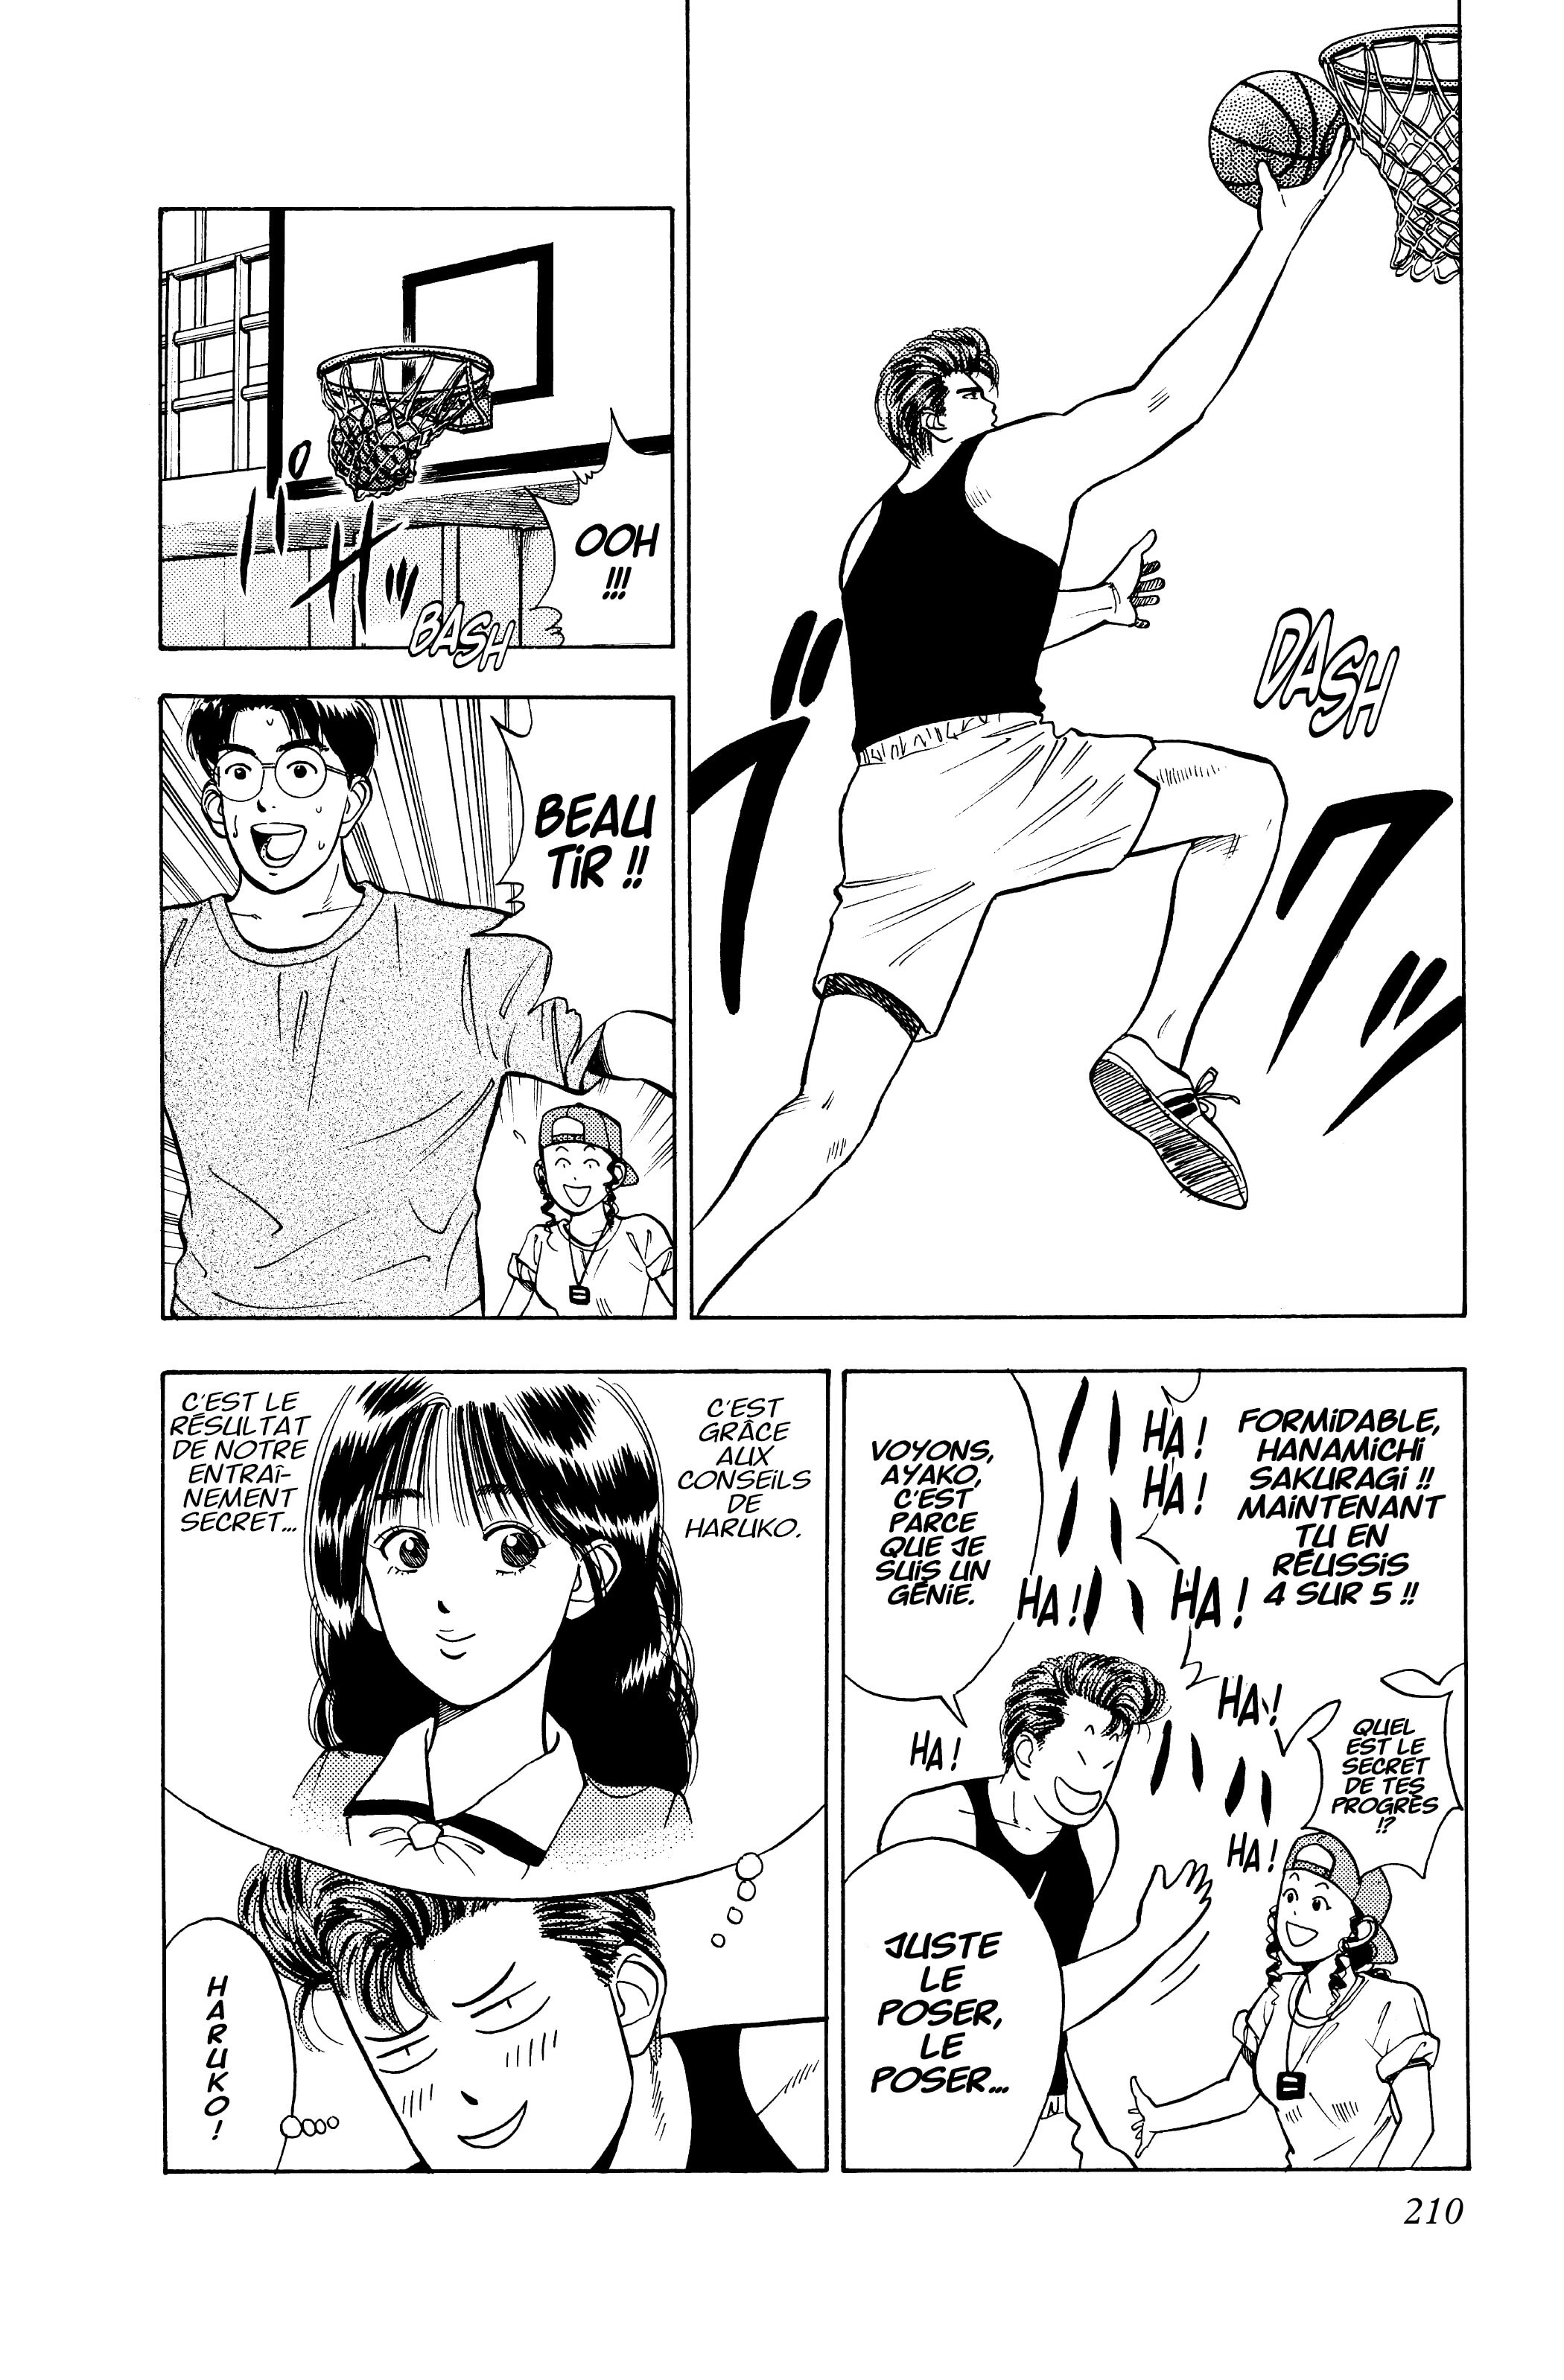 DASH
ダッ
OOH
!!!
BASH
BEAU
TIR !!
FORMIDABLE,
HANAMICHI
SAKURAGI !!
MAINTENANT
TU EN
RÉUSSIS
4 SUR 5 !!
HA !
HA !
HA !
HA !
VOYONS,
AYAKO,
C'EST
PARCE
QUE JE
SUIS UN
GÉNIE.
HA !
HA !
HA !
QUEL
EST LE
SECRET
DE TES
PROGRÈS
!?
JUSTE
LE
POSER,
LE
POSER...
C'EST
GRÂCE
AUX
CONSEILS
DE
HARUKO.
C'EST LE
RÉSULTAT
DE NOTRE
ENTRAÎ-
NEMENT
SECRET...
HARUKO !
210